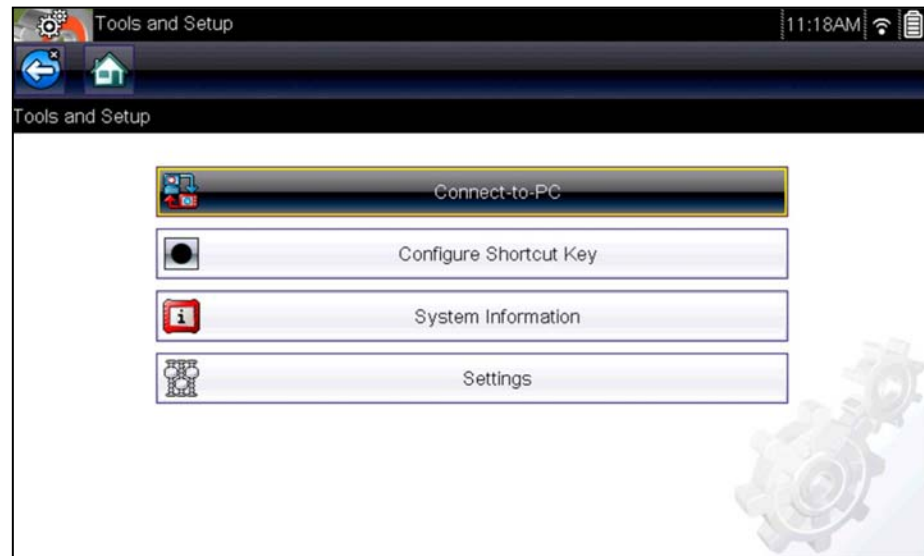 Tools and Setup 11:18AM
Tools and Setup
Connect-to-PC
Configure Shortcut Key
i System Information
Settings